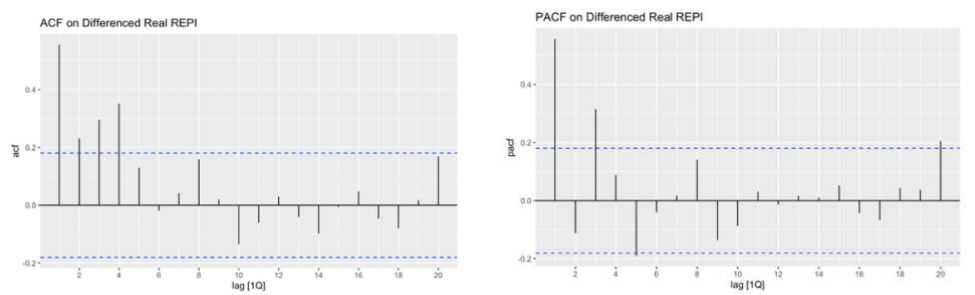 ACF on Differenced Real REPI
0.4
0.2
0.0
-0.2
acf
2 4 6 8 10 12 14 16 18 20
lag [1Q]
PACF on Differenced Real REPI
0.4
0.2
0.0
-0.2
pacf
2 4 6 8 10 12 14 16 18 20
lag [1Q]